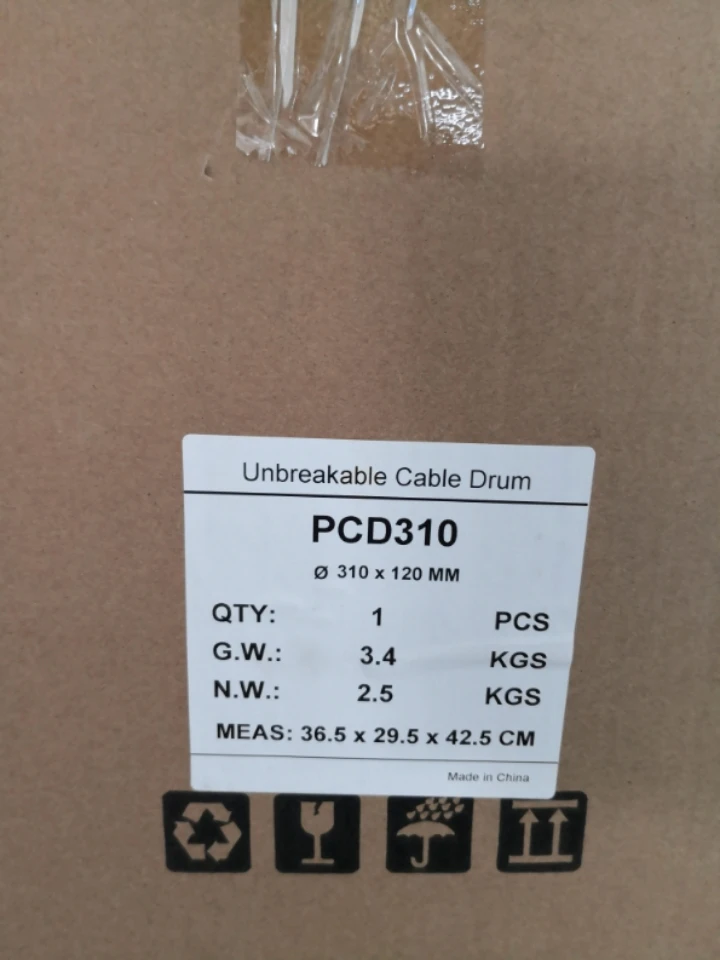 Unbreakable Cable Drum
PCD310
Ø 310 x 120 MM
QTY: 1 PCS
G.W.: 3.4 KGS
N.W.: 2.5 KGS
MEAS: 36.5 x 29.5 x 42.5 CM
Made in China